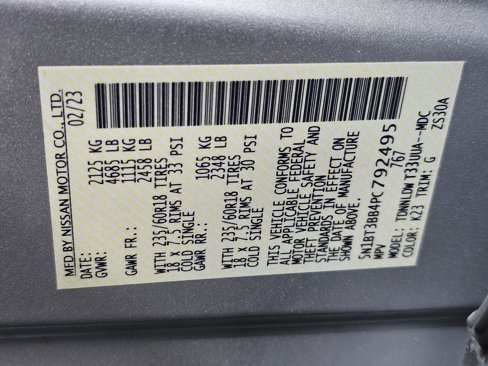 MFD BY NISSAN MOTOR CO., LTD.
DATE: 02/23
GVWR: 2125 KG
4685 LB
GAWR FR.: 1115 KG
2458 LB
WITH 235/60R18
18 X 7.5 RIMS AT 33 PSI
COLD SINGLE
GAWR RR.: 1065 KG
2348 LB
WITH 235/60R18
18 X 7.5 RIMS AT 30 PSI
COLD SINGLE
THIS VEHICLE CONFORMS TO
ALL APPLICABLE FEDERAL
MOTOR VEHICLE SAFETY AND
THEFT PREVENTION
STANDARDS IN EFFECT ON
THE DATE OF MANUFACTURE
SHOWN ABOVE.
5N1BT3BB4PC792495
MPV 767
MODEL: TDWNLDW T33UUA--MDC
COLOR: K23 TRIM: G ZS30A